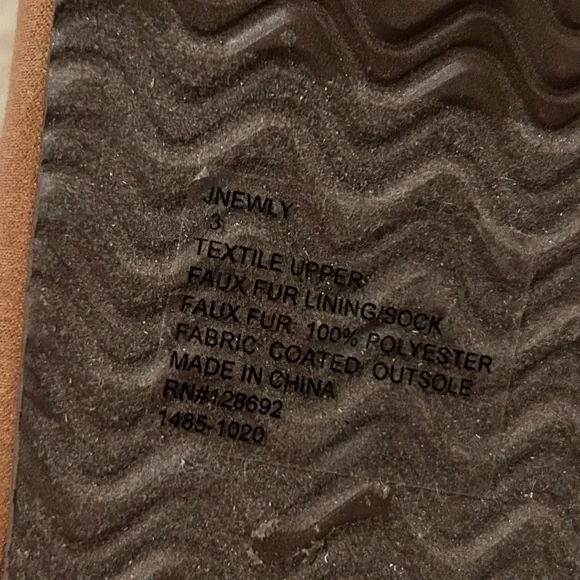 JNEWLY
3
TEXTILE UPPER
FAUX FUR LINING/SOCK
FAUX FUR: 100% POLYESTER
FABRIC COATED OUTSOLE
MADE IN CHINA
RN#128692
1485-1020